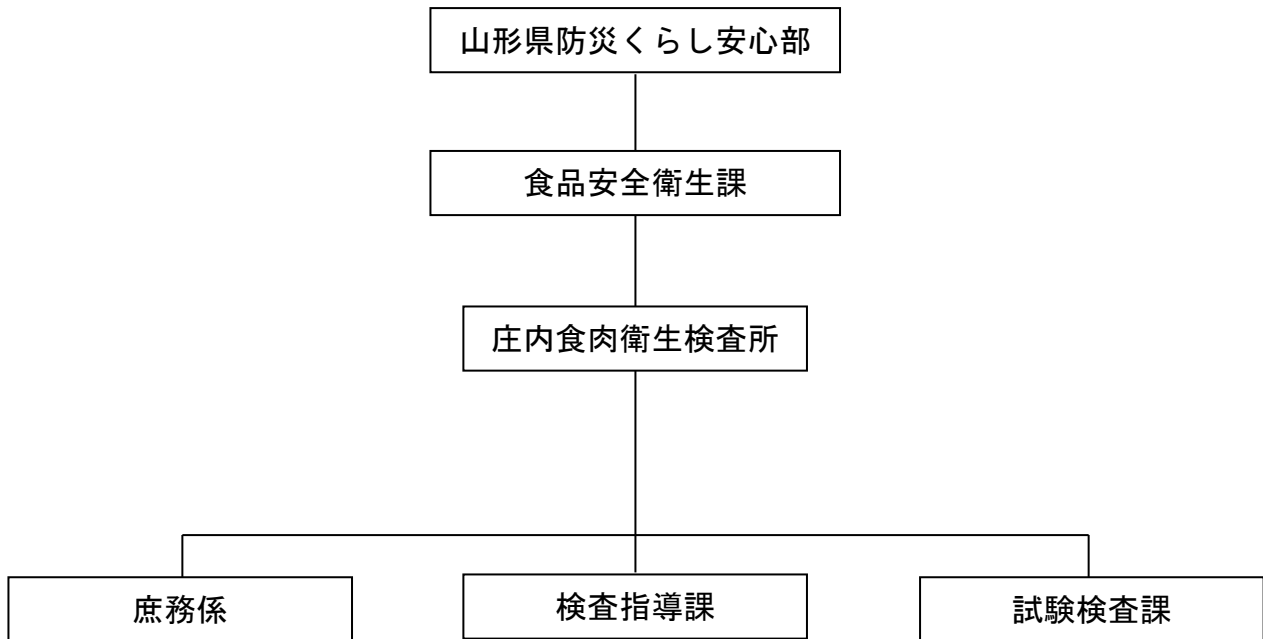 山形県防災くらし安心部
食品安全衛生課
庄内食肉衛生検査所
庶務係
検査指導課
試験検査課